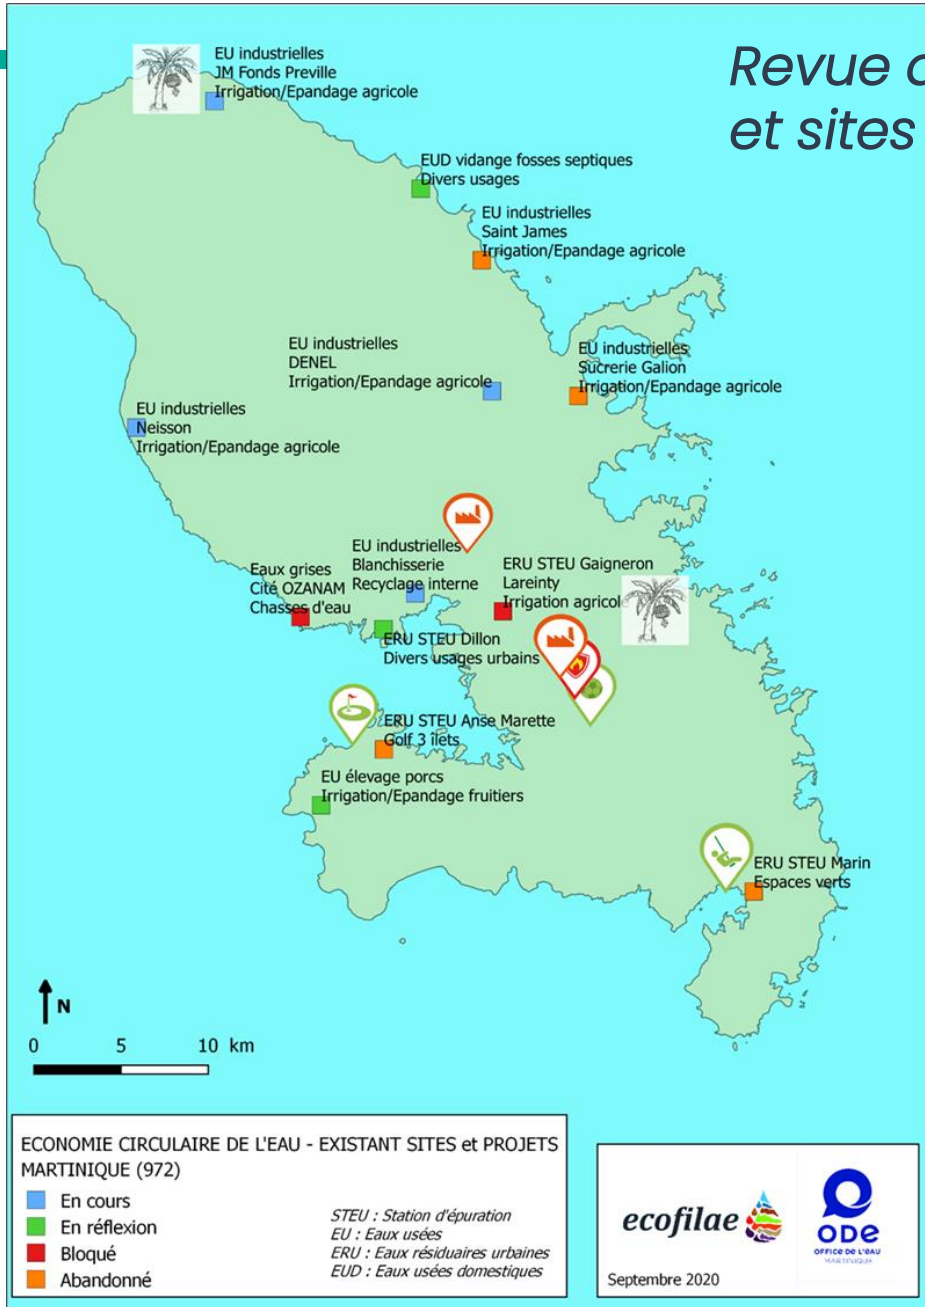 Revue
et sites
EU industrielles
JM Fonds Preville
Irrigation/Epandage agricole
EUD vidange fosses septiques
Divers usages
EU industrielles
Saint James
Irrigation/Epandage agricole
EU industrielles
DENEL
Irrigation/Epandage agricole
EU industrielles
Sucrerie Galion
Irrigation/Epandage agricole
EU industrielles
Neisson
Irrigation/Epandage agricole
EU industrielles
Blanchisserie
Recyclage interne
Eaux grises
Cité OZANAM
Chasses d'eau
ERU STEU Gaigneron
Lareinty
Irrigation agricole
ERU STEU Dillon
Divers usages urbains
ERU STEU Anse Marette
Golf 3 îlets
EU élevage porcs
Irrigation/Epandage fruitiers
ERU STEU Marin
Espaces verts
N
0 5 10 km
ECONOMIE CIRCULAIRE DE L'EAU - EXISTANT SITES et PROJETS
MARTINIQUE (972)
En cours
En réflexion
Bloqué
Abandonné
STEU : Station d'épuration
EU : Eaux usées
ERU : Eaux résiduaires urbaines
EUD : Eaux usées domestiques
ecofilae
ODE
OFFICE DE L'EAU
MARTINIQUE
Septembre 2020